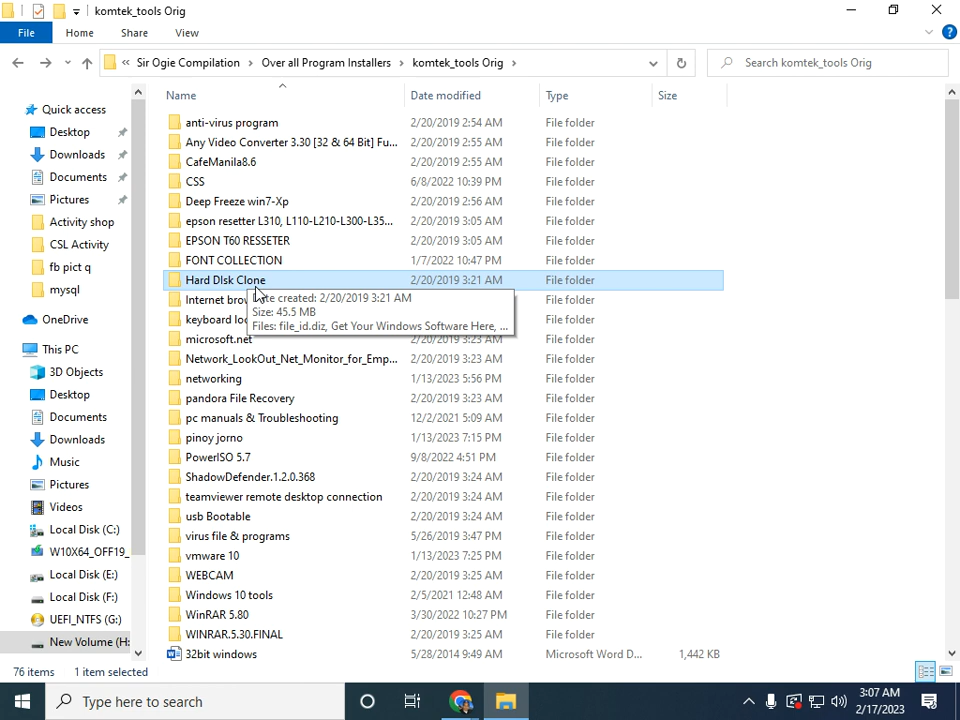 komtek_tools Orig
File Home Share View
« Sir Ogie Compilation › Over all Program Installers › komtek_tools Orig › Search komtek_tools Orig
Name Date modified Type Size
Quick access
Desktop
Downloads
Documents
Pictures
Activity shop
CSL Activity
fb pict q
mysql
OneDrive
This PC
3D Objects
Desktop
Documents
Downloads
Music
Pictures
Videos
Local Disk (C:)
W10X64_OFF19_
Local Disk (E:)
Local Disk (F:)
UEFI_NTFS (G:)
New Volume (H:
anti-virus program 2/20/2019 2:54 AM File folder
Any Video Converter 3.30 [32 & 64 Bit] Fu... 2/20/2019 2:55 AM File folder
CafeManila8.6 2/20/2019 2:55 AM File folder
CSS 6/8/2022 10:39 PM File folder
Deep Freeze win7-Xp 2/20/2019 2:56 AM File folder
epson resetter L310, L110-L210-L300-L35... 2/20/2019 3:05 AM File folder
EPSON T60 RESSETER 2/20/2019 3:05 AM File folder
FONT COLLECTION 1/7/2022 10:47 PM File folder
Hard DIsk Clone 2/20/2019 3:21 AM File folder
Internet brow File folder
Date created: 2/20/2019 3:21 AM
Size: 45.5 MB
Files: file_id.diz, Get Your Windows Software Here, ...
keyboard lo File folder
microsoft.net 2/20/2019 3:23 AM File folder
Network_LookOut_Net_Monitor_for_Emp... 2/20/2019 3:23 AM File folder
networking 1/13/2023 5:56 PM File folder
pandora File Recovery 2/20/2019 3:23 AM File folder
pc manuals & Troubleshooting 12/2/2021 5:09 AM File folder
pinoy jorno 1/13/2023 7:15 PM File folder
PowerISO 5.7 9/8/2022 4:51 PM File folder
ShadowDefender.1.2.0.368 2/20/2019 3:24 AM File folder
teamviewer remote desktop connection 2/20/2019 3:24 AM File folder
usb Bootable 2/20/2019 3:24 AM File folder
virus file & programs 5/26/2019 3:47 PM File folder
vmware 10 1/13/2023 7:25 PM File folder
WEBCAM 2/20/2019 3:25 AM File folder
Windows 10 tools 2/5/2021 12:48 AM File folder
WinRAR 5.80 3/30/2022 10:27 PM File folder
WINRAR.5.30.FINAL 2/20/2019 3:25 AM File folder
32bit windows 5/28/2014 9:49 AM Microsoft Word D... 1,442 KB
76 items 1 item selected
Type here to search
3:07 AM
2/17/2023